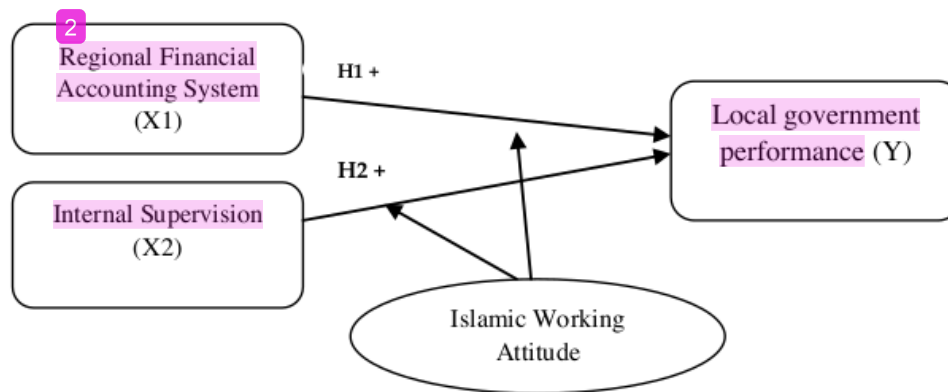 2
Regional Financial
Accounting System
(X1)
H1 +
Local government
performance (Y)
H2 +
Internal Supervision
(X2)
Islamic Working
Attitude